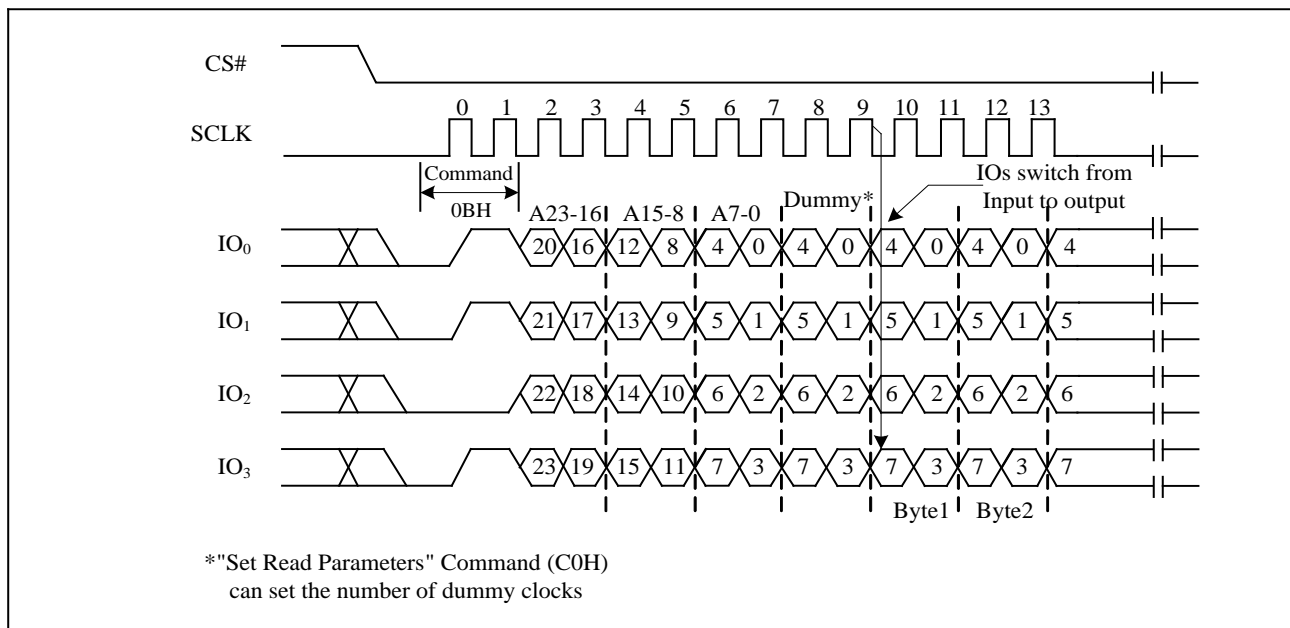 CS#
0 1 2 3 4 5 6 7 8 9 10 11 12 13
SCLK
Command
IOs switch from
0BH
Dummy*
Input to output
A23-16 A15-8 A7-0
IO₀ 20 16 12 8 4 0 4 0 4 0 4 0 4
IO₁ 21 17 13 9 5 1 5 1 5 1 5 1 5
IO₂ 22 18 14 10 6 2 6 2 6 2 6 2 6
IO₃ 23 19 15 11 7 3 7 3 7 3 7 3 7
Byte1 Byte2
*"Set Read Parameters" Command (C0H)
can set the number of dummy clocks